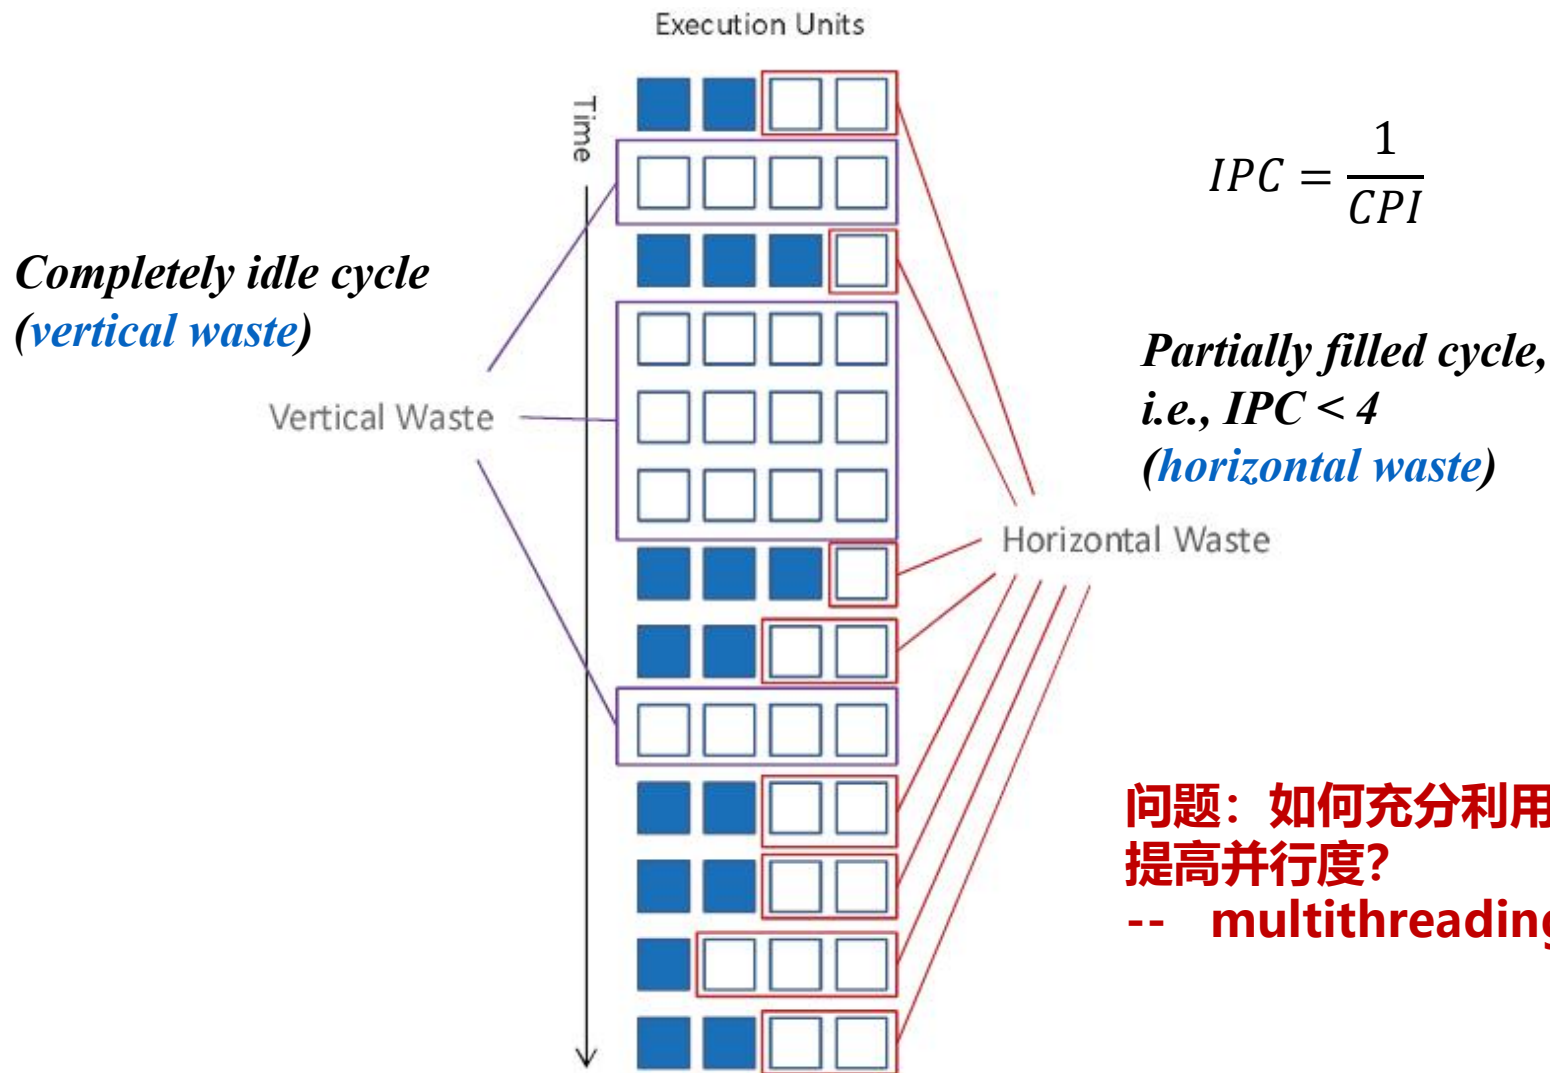 Execution Units
Time
IPC = 1/CPI
Completely idle cycle
(vertical waste)
Partially filled cycle,
i.e., IPC < 4
(horizontal waste)
Vertical Waste
Horizontal Waste
问题：如何充分利用
提高并行度？
-- multithreading